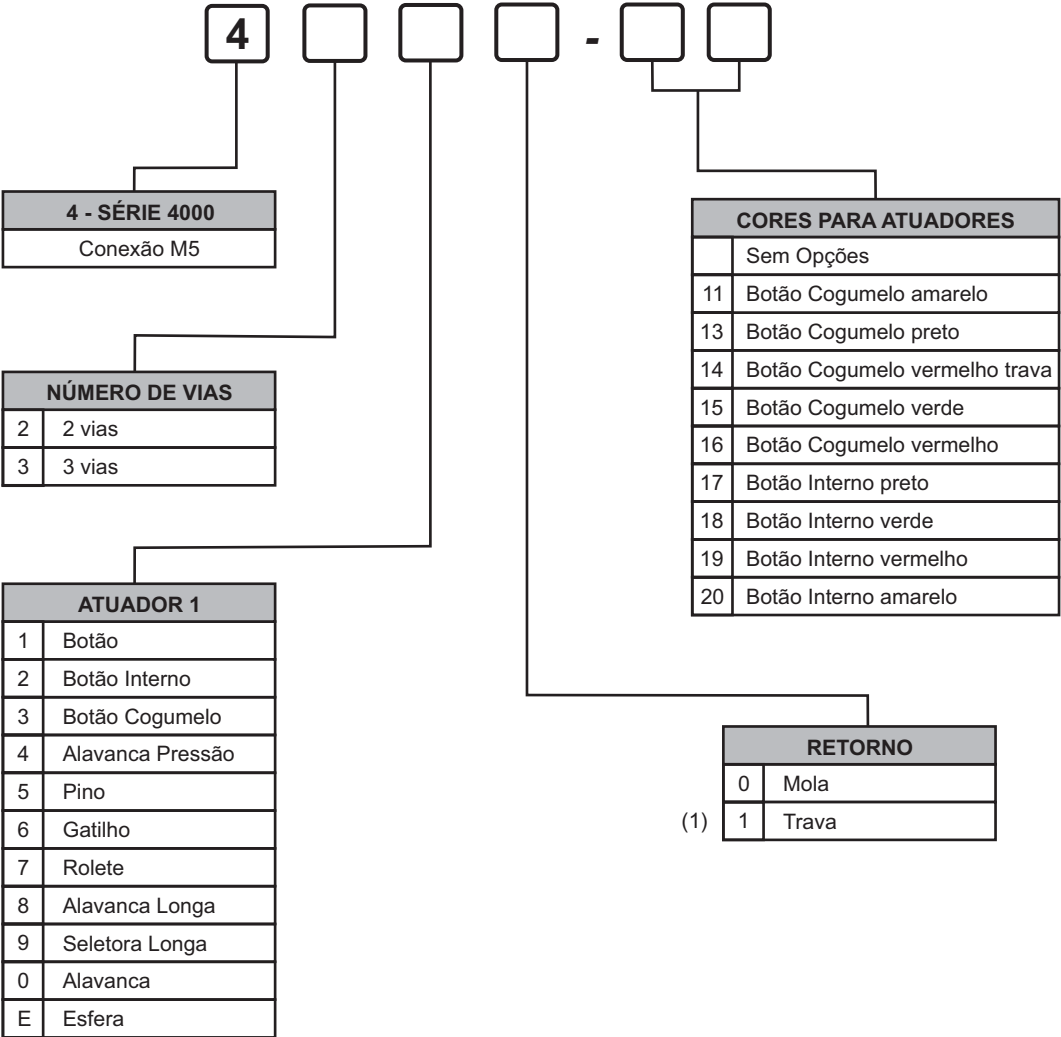 4 -
4 - SÉRIE 4000
Conexão M5
NÚMERO DE VIAS
2 2 vias
3 3 vias
ATUADOR 1
1 Botão
2 Botão Interno
3 Botão Cogumelo
4 Alavanca Pressão
5 Pino
6 Gatilho
7 Rolete
8 Alavanca Longa
9 Seletora Longa
0 Alavanca
E Esfera
CORES PARA ATUADORES
Sem Opções
11 Botão Cogumelo amarelo
13 Botão Cogumelo preto
14 Botão Cogumelo vermelho trava
15 Botão Cogumelo verde
16 Botão Cogumelo vermelho
17 Botão Interno preto
18 Botão Interno verde
19 Botão Interno vermelho
20 Botão Interno amarelo
RETORNO
0 Mola
(1) 1 Trava